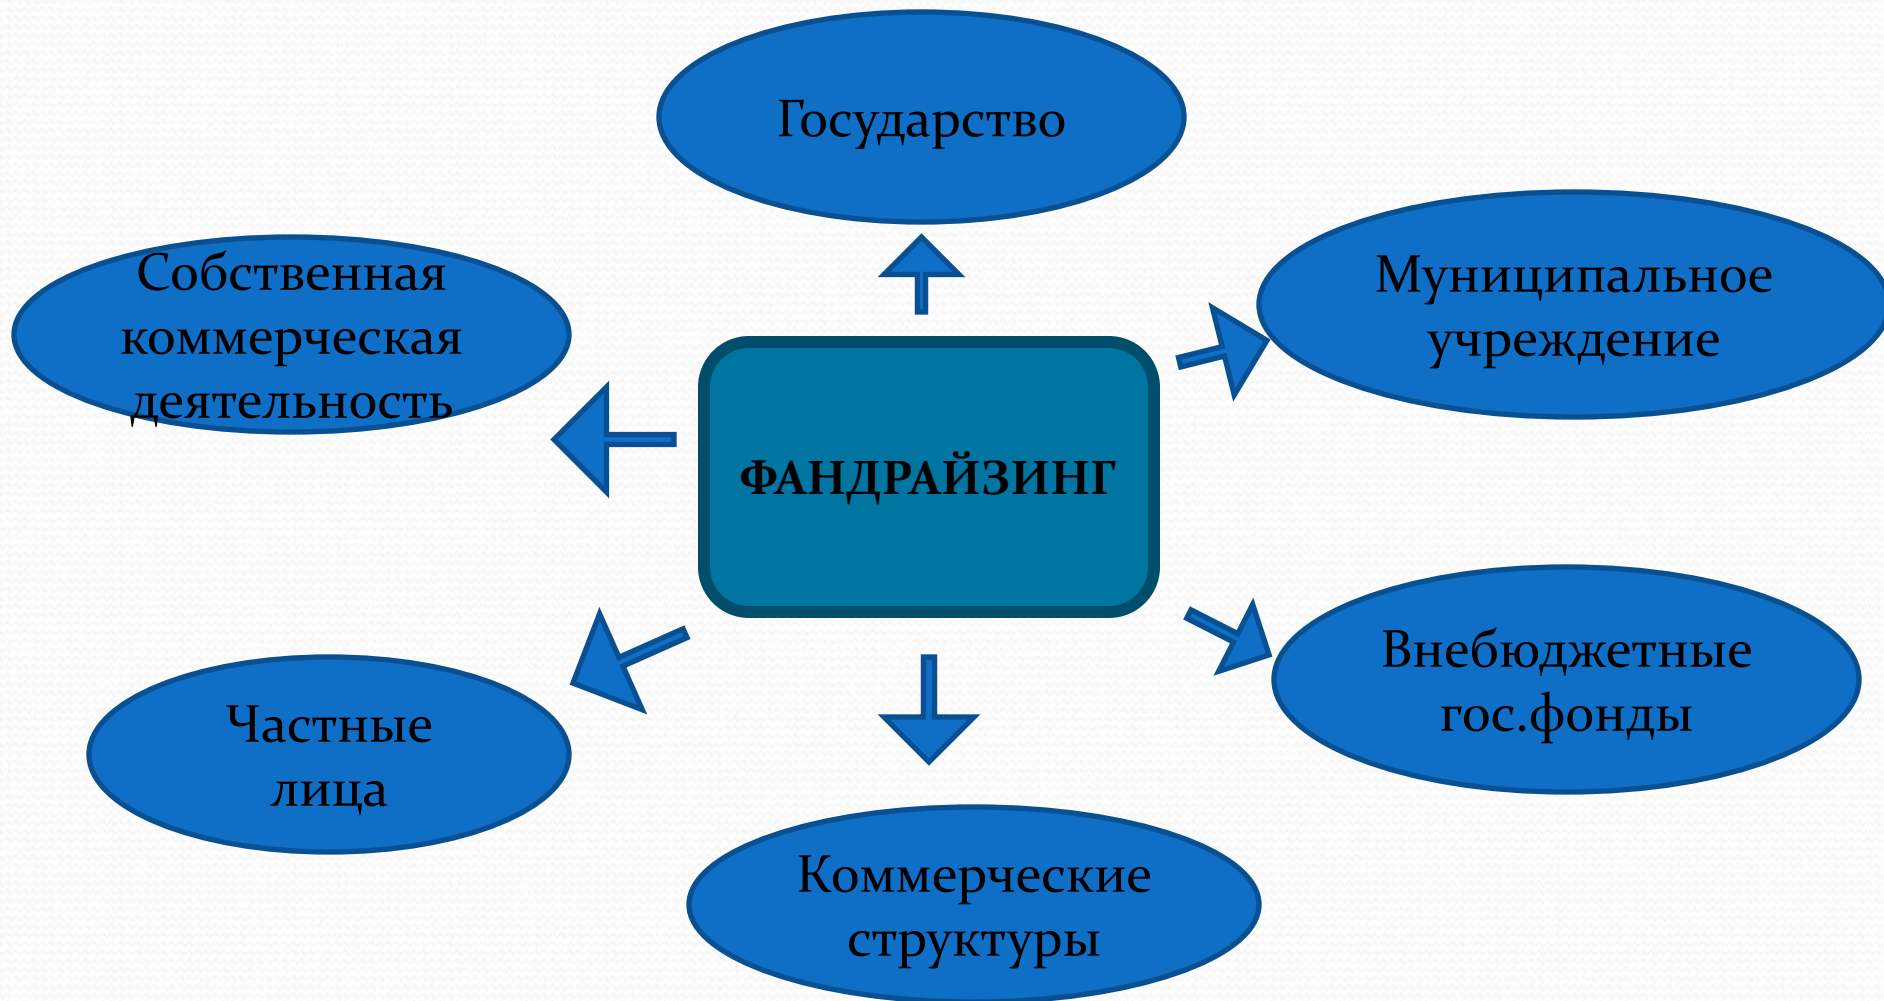 Государство
Собственная
коммерческая
деятельность
Муниципальное
учреждение
ФАНДРАЙЗИНГ
Частные
лица
Внебюджетные
гос.фонды
Коммерческие
структуры